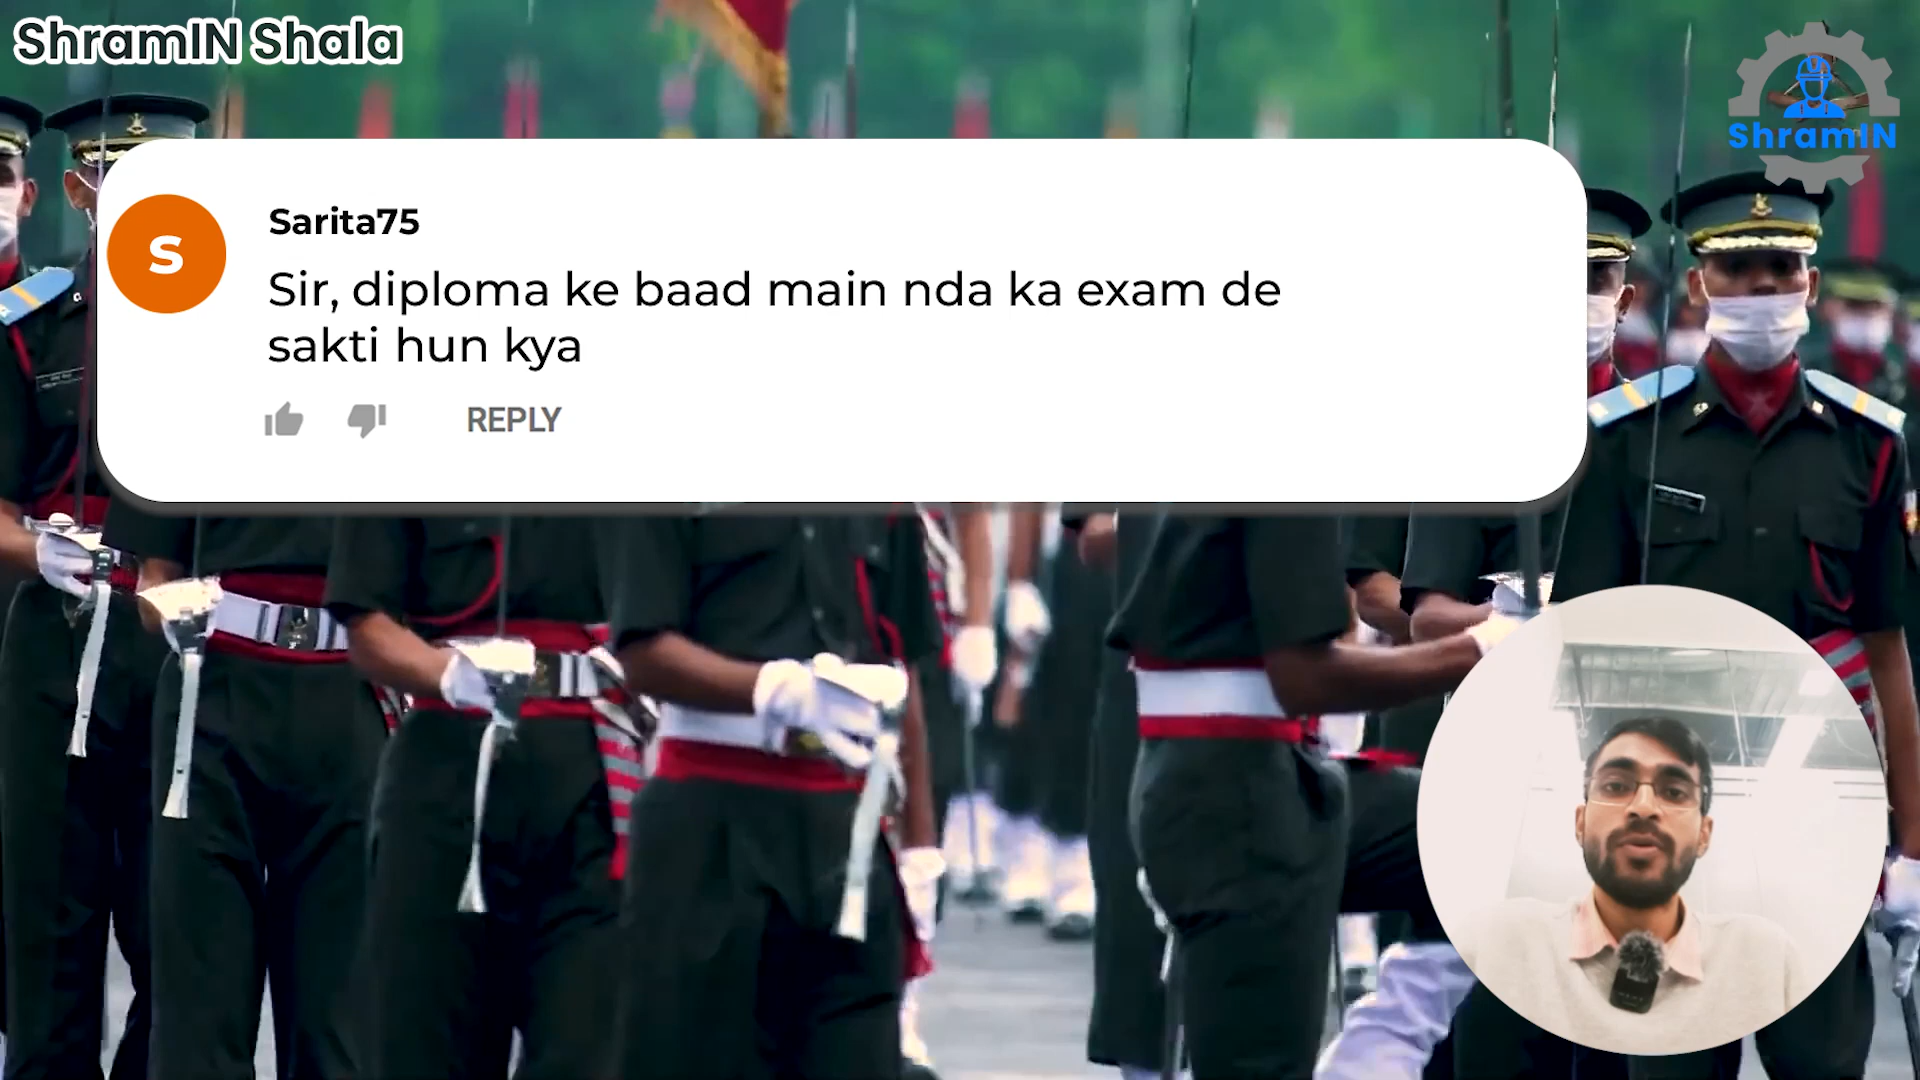 ShramIN Shala
ShramIN
S
Sarita75
Sir, diploma ke baad main nda ka exam de
sakti hun kya
REPLY